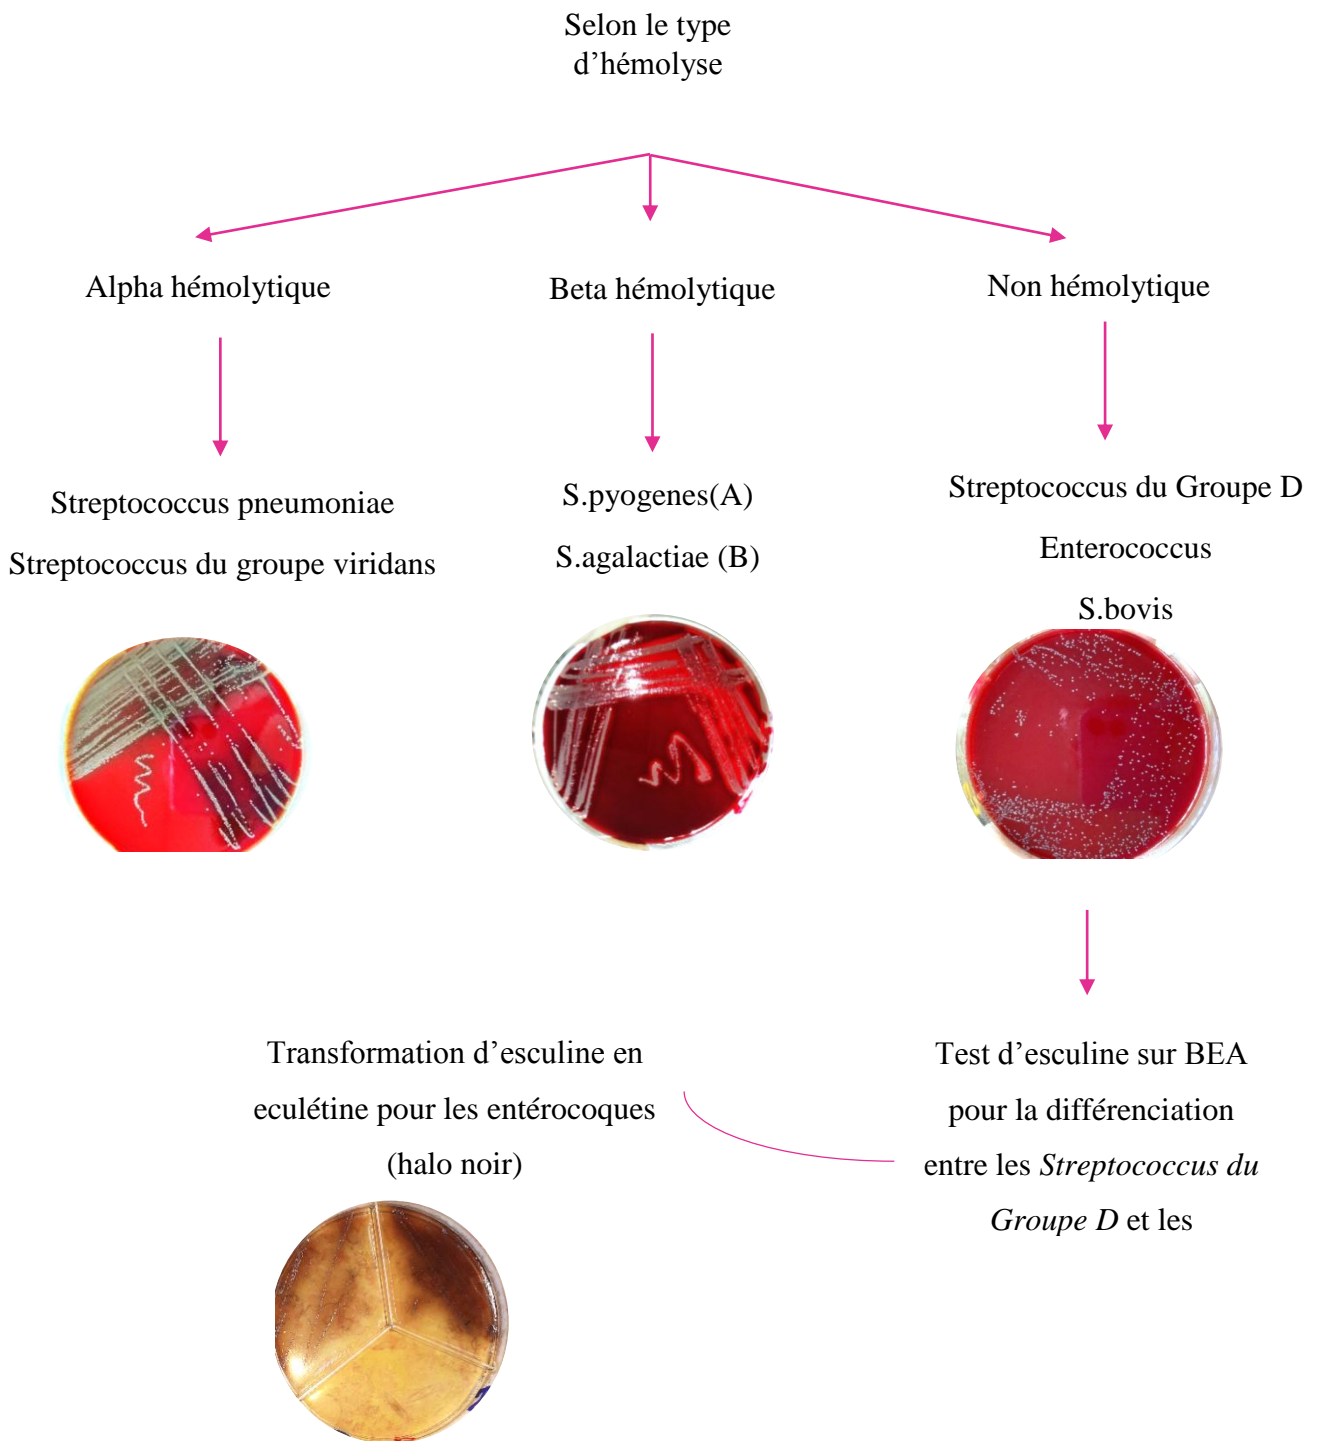 Selon le type
d’hémolyse
Alpha hémolytique
Beta hémolytique
Non hémolytique
Streptococcus pneumoniae
Streptococcus du groupe viridans
S.pyogenes(A)
S.agalactiae (B)
Streptococcus du Groupe D
Enterococcus
S.bovis
Transformation d’esculine en
eculétine pour les entérocoques
(halo noir)
Test d’esculine sur BEA
pour la différenciation
entre les Streptococcus du
Groupe D et les